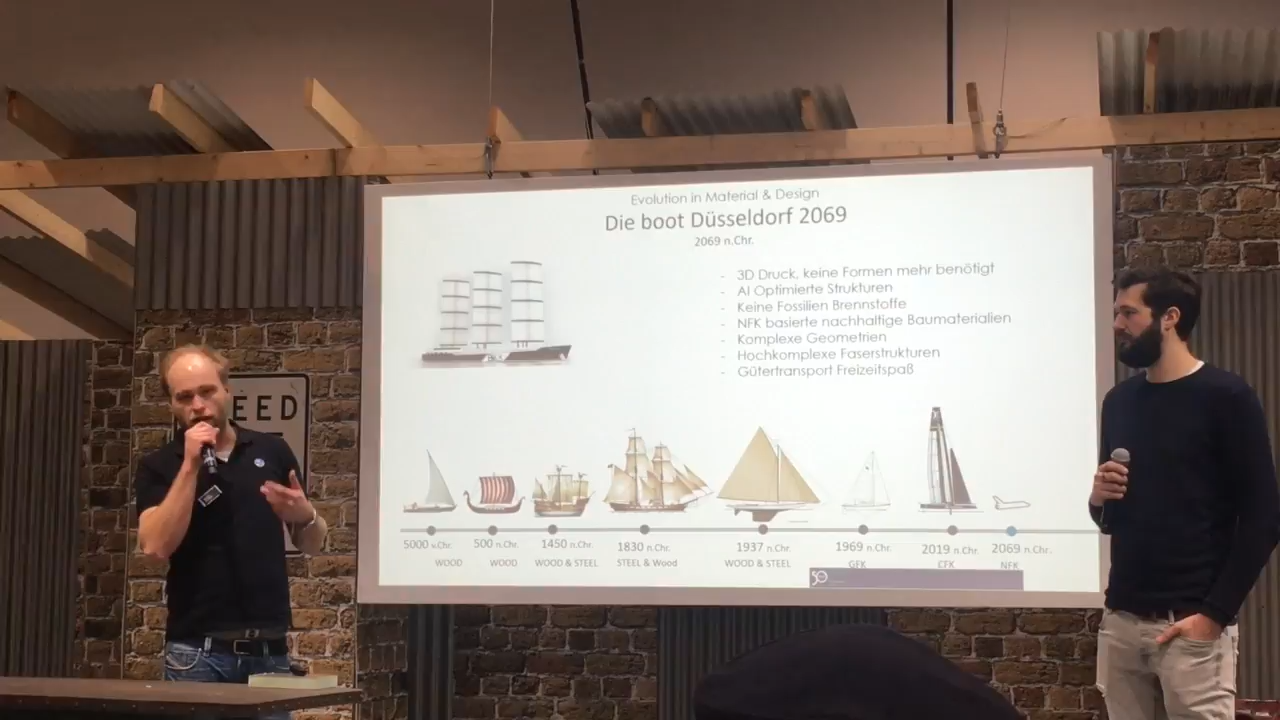 Evolution in Material & Design
Die boot Düsseldorf 2069
2069 n.Chr.
- 3D Druck, keine Formen mehr benötigt
- AI Optimierte Strukturen
- Keine Fossilien Brennstoffe
- NFK basierte nachhaltige Baumaterialien
- Komplexe Geometrien
- Hochkomplexe Faserstrukturen
- Gütertransport Freizeitspaß
EED
5000 v.Chr. 500 n.Chr. 1450 n.Chr. 1830 n.Chr. 1937 n.Chr. 1969 n.Chr. 2019 n.Chr. 2069 n.Chr.
WOOD WOOD WOOD & STEEL STEEL & Wood WOOD & STEEL GFK CFK NFK
50